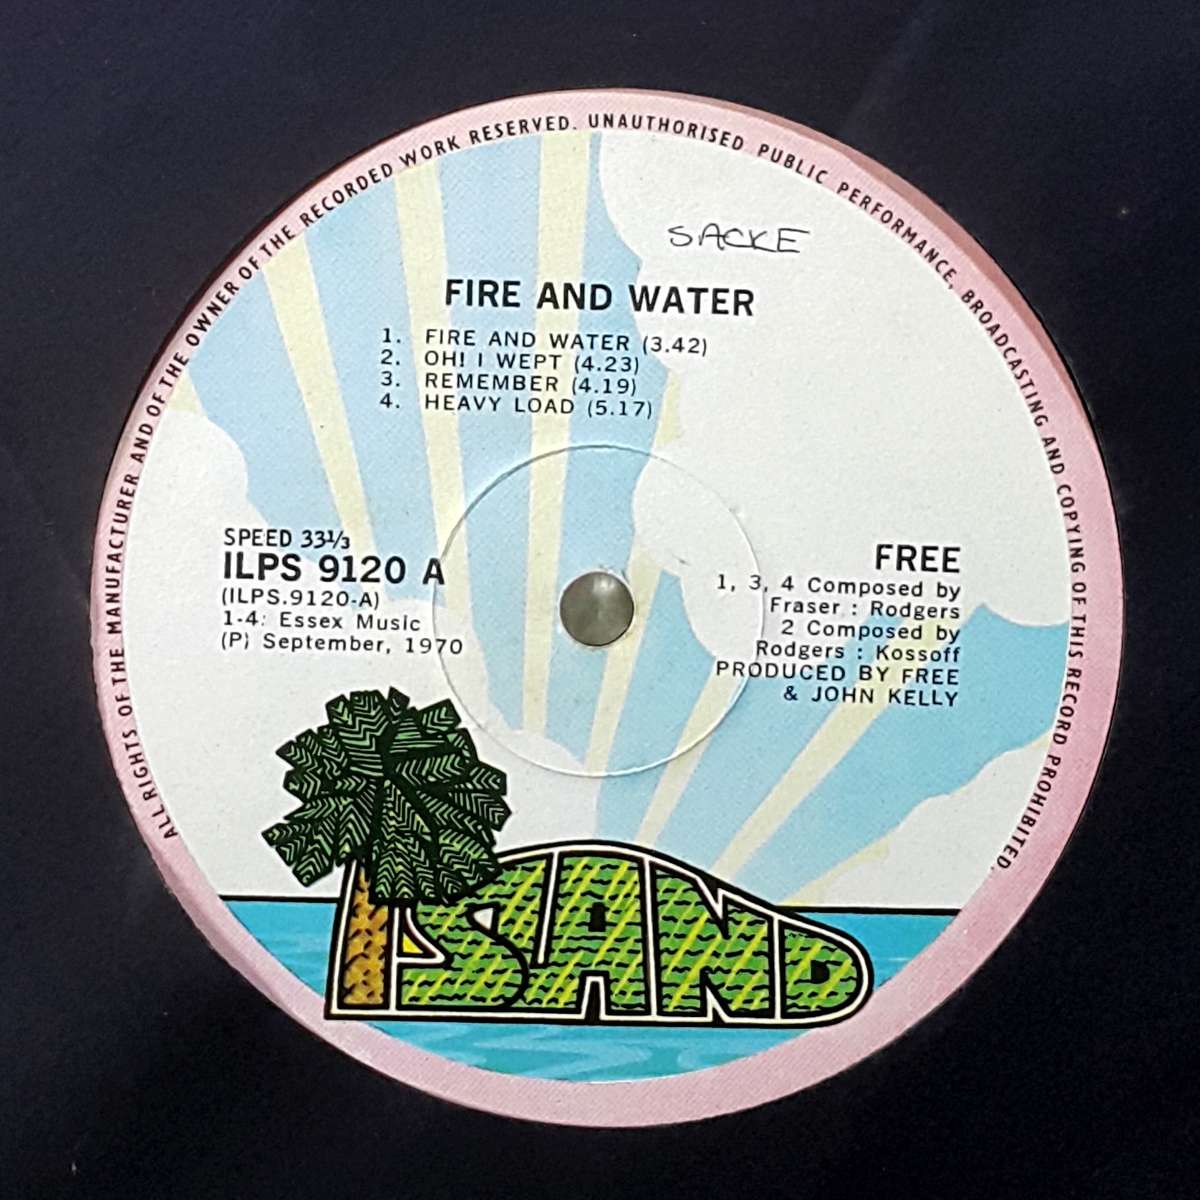 ALL RIGHTS OF THE MANUFACTURER AND OF THE OWNER OF THE RECORDED WORK RESERVED. UNAUTHORISED PUBLIC PERFORMANCE, BROADCASTING AND COPYING OF THIS RECORD PROHIBITED.
SACKE
FIRE AND WATER
1. FIRE AND WATER (3.42)
2. OH! I WEPT (4.23)
3. REMEMBER (4.19)
4. HEAVY LOAD (5.17)
SPEED 33⅓
ILPS 9120 A
(ILPS.9120-A)
1-4: Essex Music
(P) September, 1970
FREE
1, 3, 4 Composed by
Fraser : Rodgers
2 Composed by
Rodgers : Kossoff
PRODUCED BY FREE
& JOHN KELLY
ISLAND